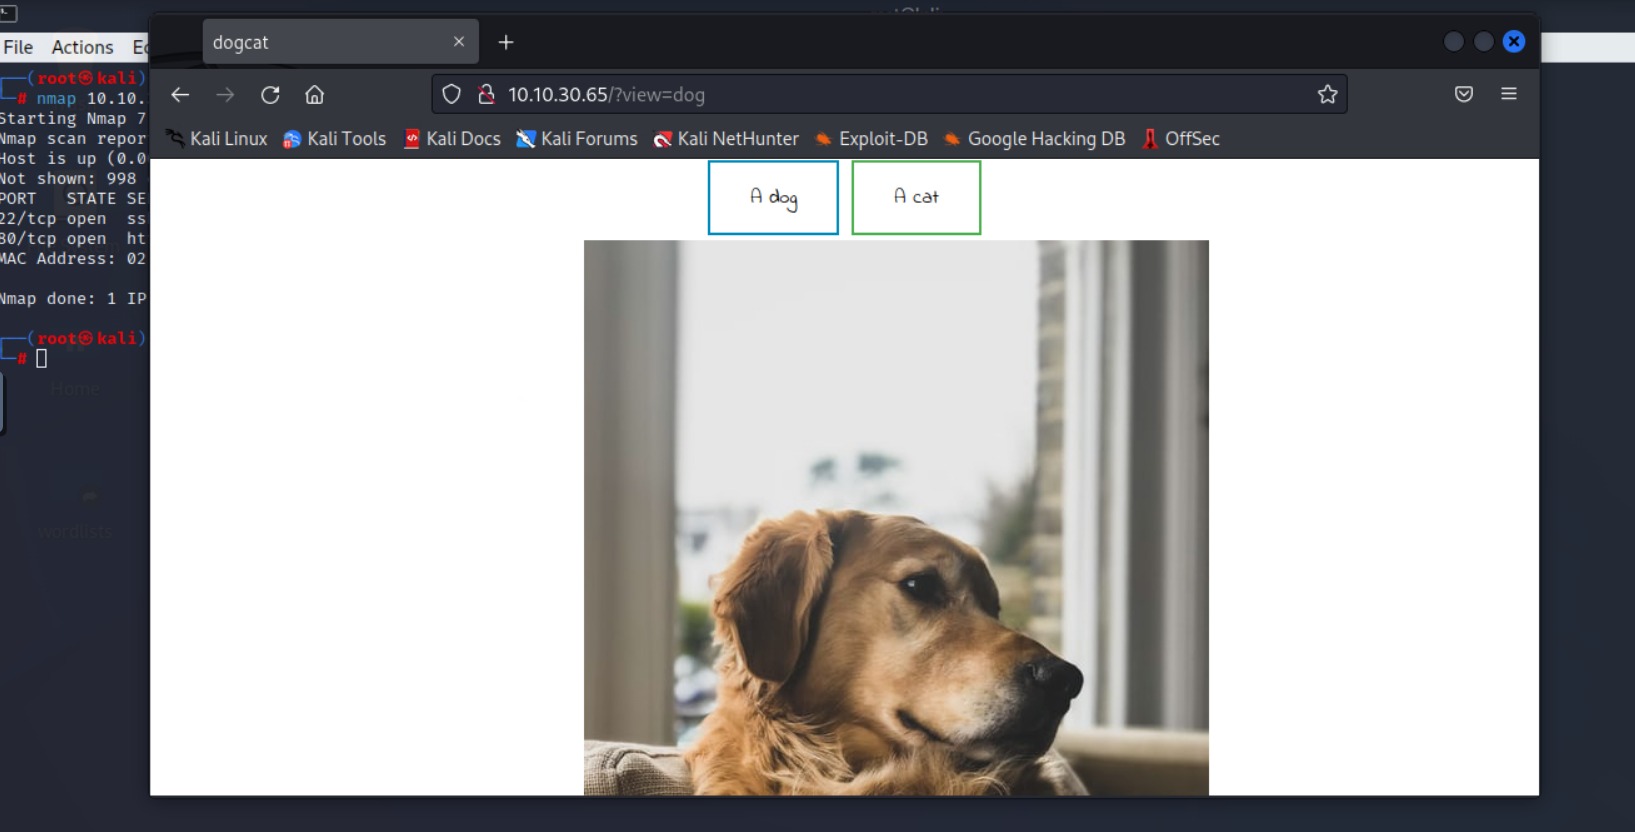 File Actions Ed
(root㉿kali)
# nmap 10.10.
Starting Nmap 7
Nmap scan repor
Host is up (0.0
Not shown: 998
PORT STATE SE
22/tcp open ss
80/tcp open ht
MAC Address: 02
Nmap done: 1 IP
(root㉿kali)
#
Home
wordlists
dogcat
10.10.30.65/?view=dog
Kali Linux Kali Tools Kali Docs Kali Forums Kali NetHunter Exploit-DB Google Hacking DB OffSec
A dog A cat